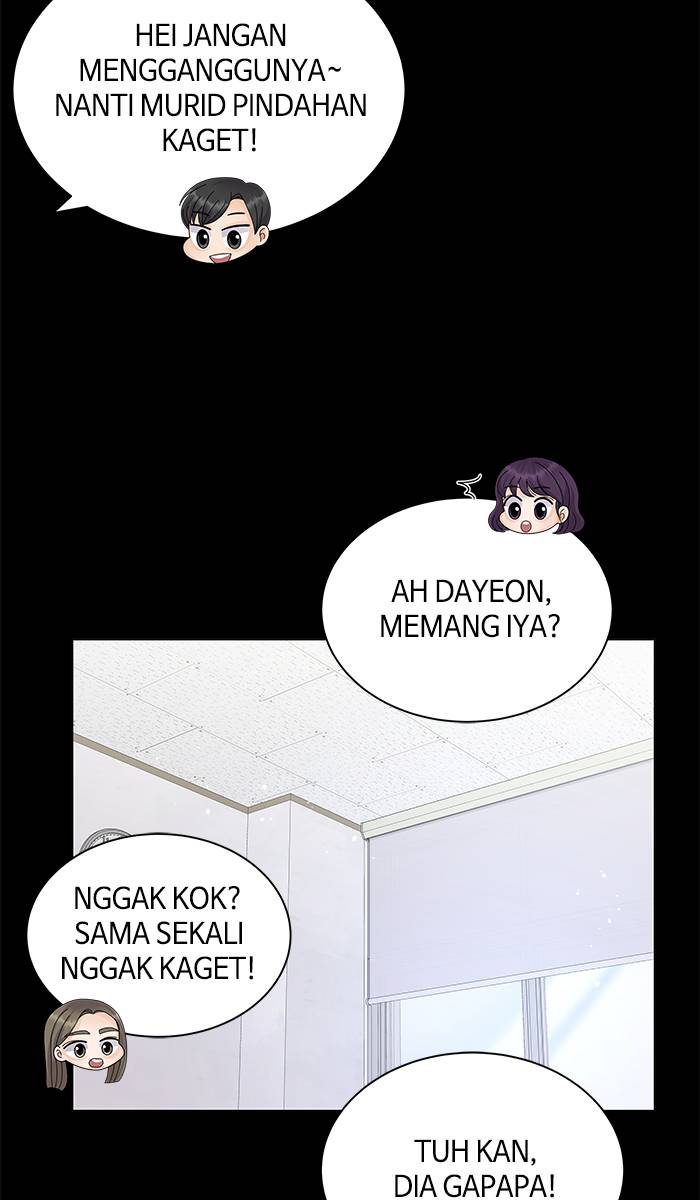 HEI JANGAN
MENGGANGGUNYA~
NANTI MURID PINDAHAN
KAGET!
AH DAYEON,
MEMANG IYA?
NGGAK KOK?
SAMA SEKALI
NGGAK KAGET!
TUH KAN,
DIA GAPAPA!